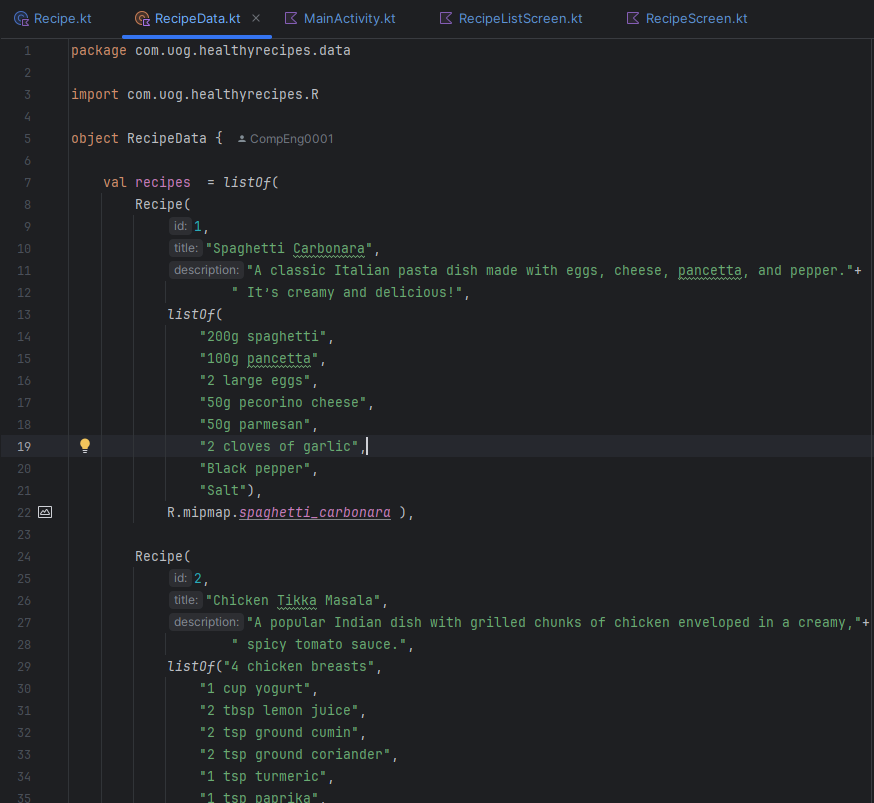 Recipe.kt RecipeData.kt × MainActivity.kt RecipeListScreen.kt RecipeScreen.kt
1 package com.uog.healthyrecipes.data
2
3 import com.uog.healthyrecipes.R
4
5 object RecipeData { CompEng0001
6
7 val recipes = listOf(
8 Recipe(
9 id: 1,
10 title: "Spaghetti Carbonara",
11 description: "A classic Italian pasta dish made with eggs, cheese, pancetta, and pepper."+
12 " It's creamy and delicious!",
13 listOf(
14 "200g spaghetti",
15 "100g pancetta",
16 "2 large eggs",
17 "50g pecorino cheese",
18 "50g parmesan",
19 "2 cloves of garlic",
20 "Black pepper",
21 "Salt"),
22 R.mipmap.spaghetti_carbonara ),
23
24 Recipe(
25 id: 2,
26 title: "Chicken Tikka Masala",
27 description: "A popular Indian dish with grilled chunks of chicken enveloped in a creamy,"+
28 " spicy tomato sauce.",
29 listOf("4 chicken breasts",
30 "1 cup yogurt",
31 "2 tbsp lemon juice",
32 "2 tsp ground cumin",
33 "2 tsp ground coriander",
34 "1 tsp turmeric",
35 "1 tsp paprika",